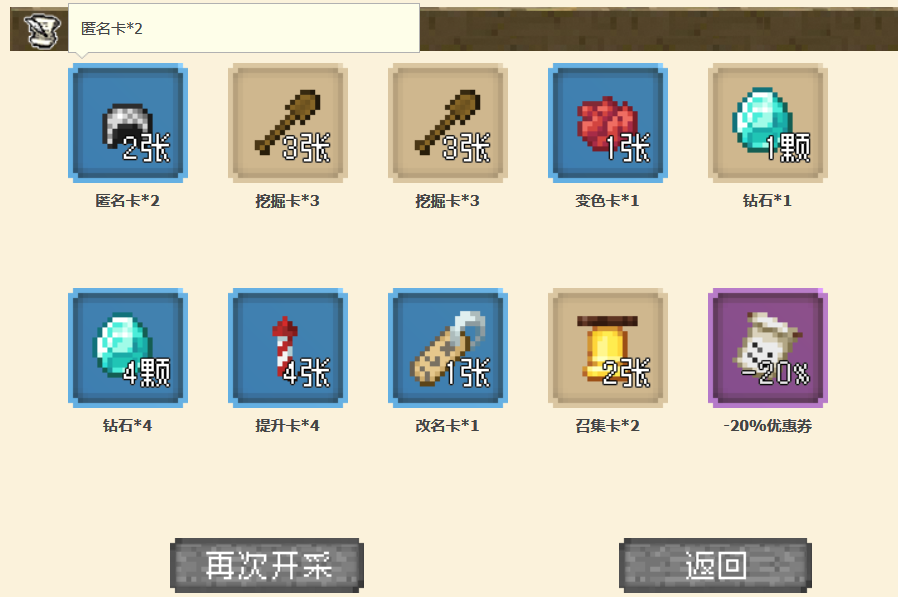 匿名卡*2
2张
3张
3张
1张
1颗
匿名卡*2
挖掘卡*3
挖掘卡*3
变色卡*1
钻石*1
4颗
4张
1张
2张
-20%
钻石*4
提升卡*4
改名卡*1
召集卡*2
-20%优惠券
再次开采
返回